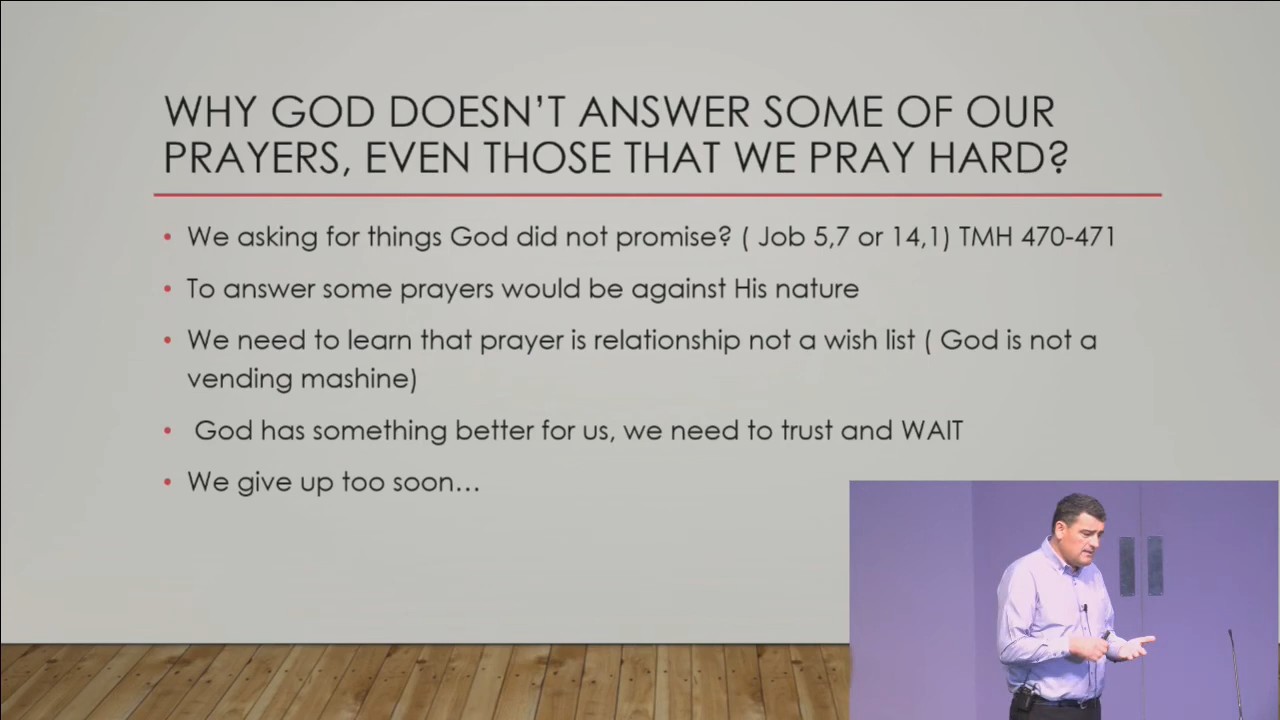 WHY GOD DOESN'T ANSWER SOME OF OUR
PRAYERS, EVEN THOSE THAT WE PRAY HARD?
• We asking for things God did not promise? ( Job 5,7 or 14,1) TMH 470-471
• To answer some prayers would be against His nature
• We need to learn that prayer is relationship not a wish list ( God is not a
vending mashine)
• God has something better for us, we need to trust and WAIT
• We give up too soon...